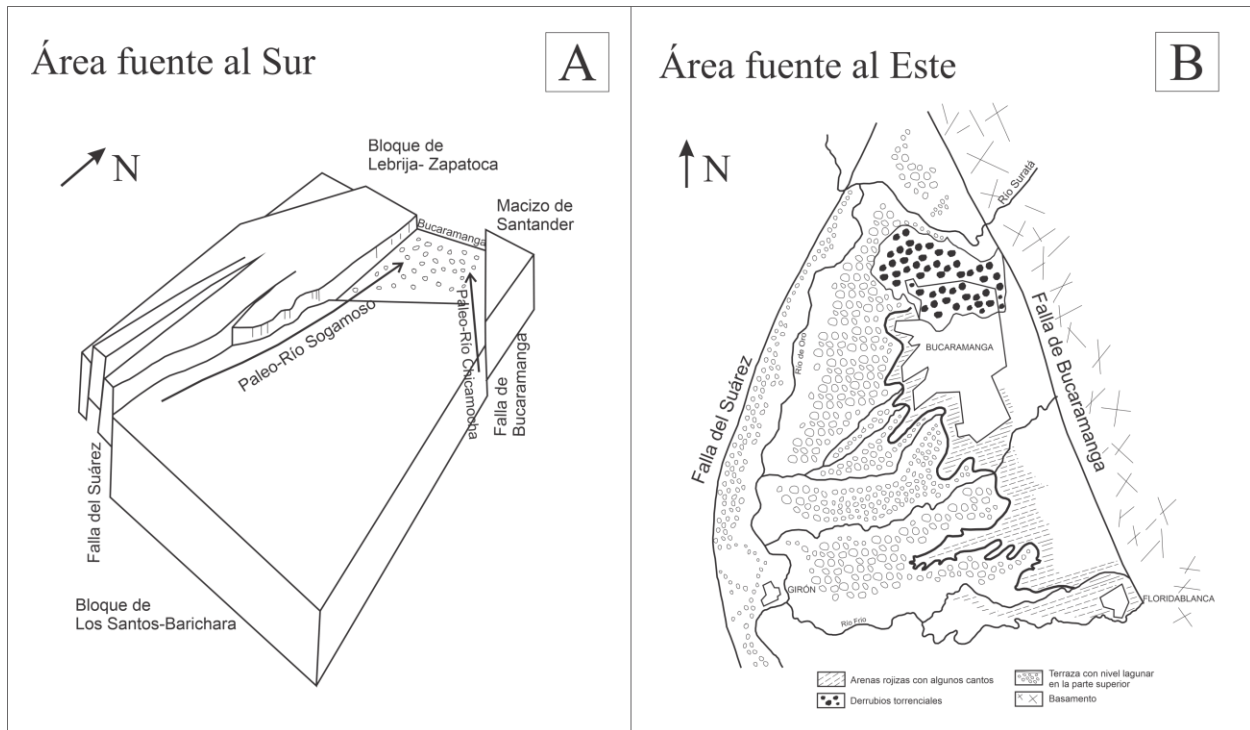 Área fuente al Sur
A
N
Bloque de
Lebrija- Zapatoca
Macizo de
Santander
Bucaramanga
Paleo-Río Sogamoso
Paleo-Río Chicamocha
Falla de
Bucaramanga
Falla del Suárez
Bloque de
Los Santos-Barichara
Área fuente al Este
B
N
Río Suratá
Falla de Bucaramanga
Río de Oro
BUCARAMANGA
Falla del Suárez
GIRÓN
Río Frío
FLORIDABLANCA
Arenas rojizas con algunos cantos
Derrubios torrenciales
Terraza con nivel lagunar
en la parte superior
Basamento